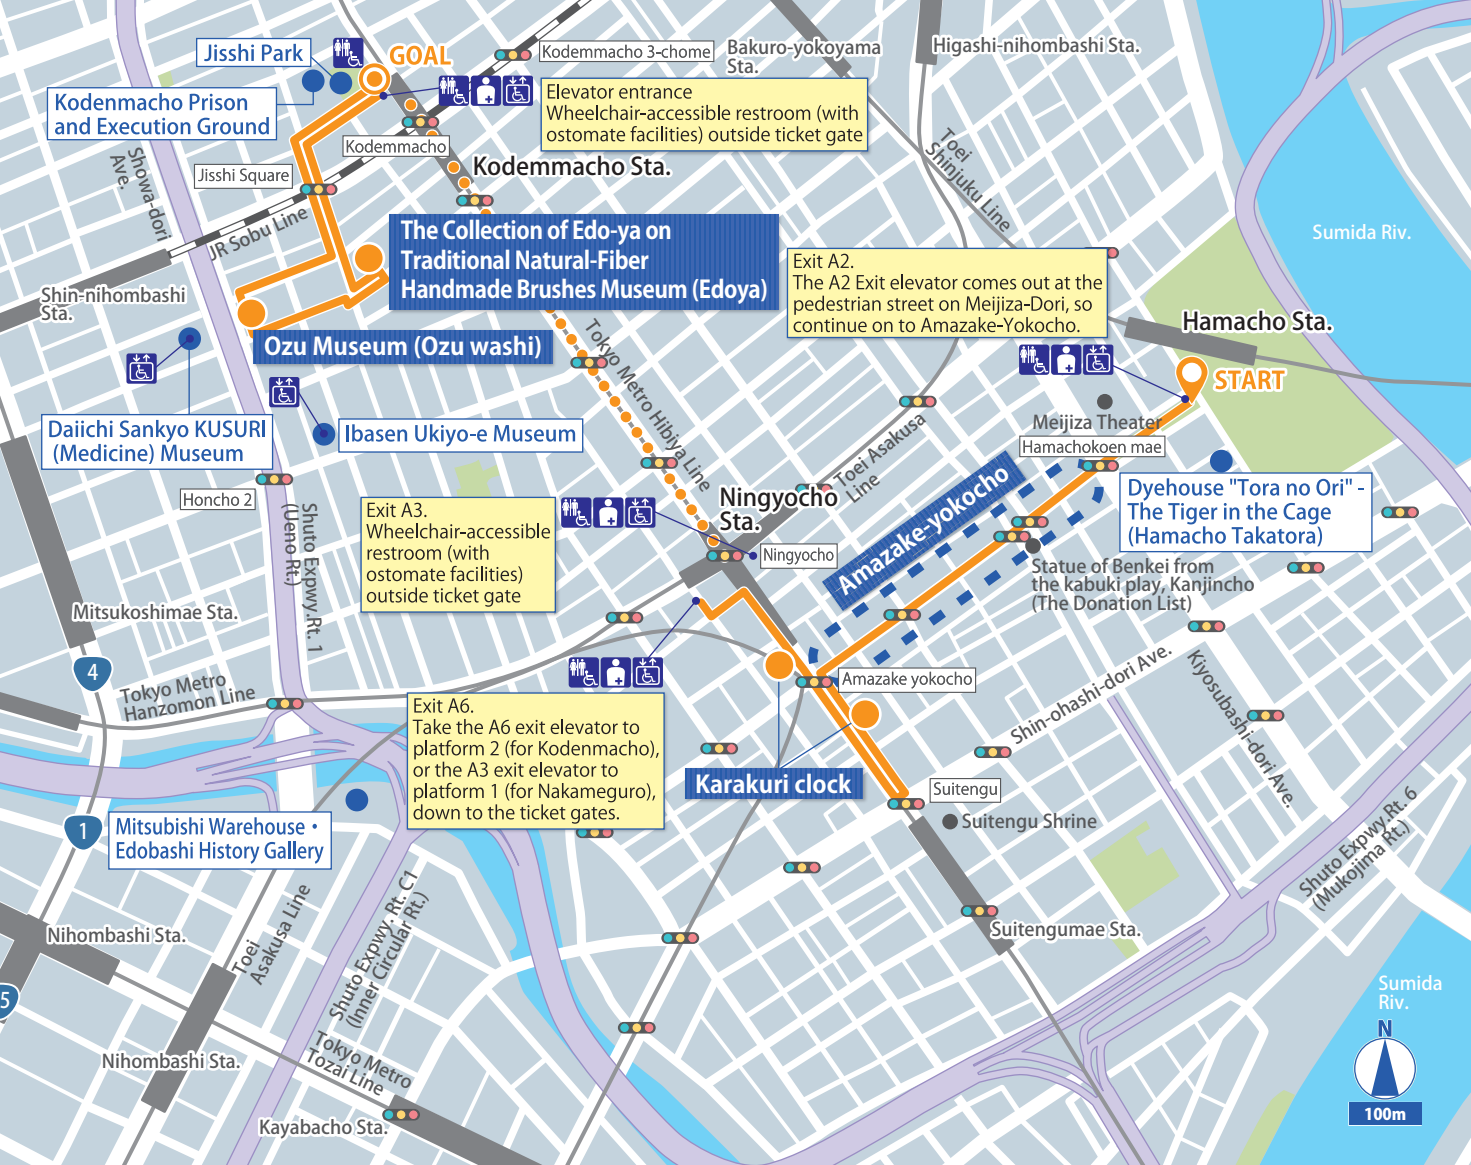 Jisshi Park
GOAL
Kodemmacho 3-chome
Bakuro-yokoyama
Sta.
Higashi-nihombashi Sta.
Kodenmacho Prison
and Execution Ground
Elevator entrance
Wheelchair-accessible restroom (with
ostomate facilities) outside ticket gate
Kodemmacho
Kodemmacho Sta.
Toei
Shinjuku Line
Showa-dori
Ave.
Jisshi Square
JR Sobu Line
The Collection of Edo-ya on
Traditional Natural-Fiber
Handmade Brushes Museum (Edoya)
Sumida Riv.
Exit A2.
The A2 Exit elevator comes out at the
pedestrian street on Meijiza-Dori, so
continue on to Amazake-Yokocho.
Shin-nihombashi
Sta.
Hamacho Sta.
Ozu Museum (Ozu washi)
START
Tokyo Metro Hibiya Line
Meijiza Theater
Hamachokoen mae
Daiichi Sankyo KUSURI
(Medicine) Museum
Ibasen Ukiyo-e Museum
Toei Asakusa
Line
Honcho 2
Amazake-yokocho
Dyehouse "Tora no Ori" -
The Tiger in the Cage
(Hamacho Takatora)
Ningyocho
Sta.
Exit A3.
Wheelchair-accessible
restroom (with
ostomate facilities)
outside ticket gate
Ningyocho
Shuto Expwy.Rt. 1
(Ueno Rt.)
Statue of Benkei from
the kabuki play, Kanjincho
(The Donation List)
Mitsukoshimae Sta.
4
Tokyo Metro
Hanzomon Line
Amazake yokocho
Shin-ohashi-dori Ave.
Kiyosubashi-dori Ave.
Exit A6.
Take the A6 exit elevator to
platform 2 (for Kodenmacho),
or the A3 exit elevator to
platform 1 (for Nakameguro),
down to the ticket gates.
Karakuri clock
Suitengu
Suitengu Shrine
1
Mitsubishi Warehouse・
Edobashi History Gallery
Shuto Expwy.Rt. 6
(Mukojima Rt.)
Nihombashi Sta.
Toei
Asakusa Line
Shuto Expwy. Rt. C1
(Inner Circular Rt.)
Suitengumae Sta.
5
Sumida
Riv.
N
100m
Nihombashi Sta.
Tokyo Metro
Tozai Line
Kayabacho Sta.